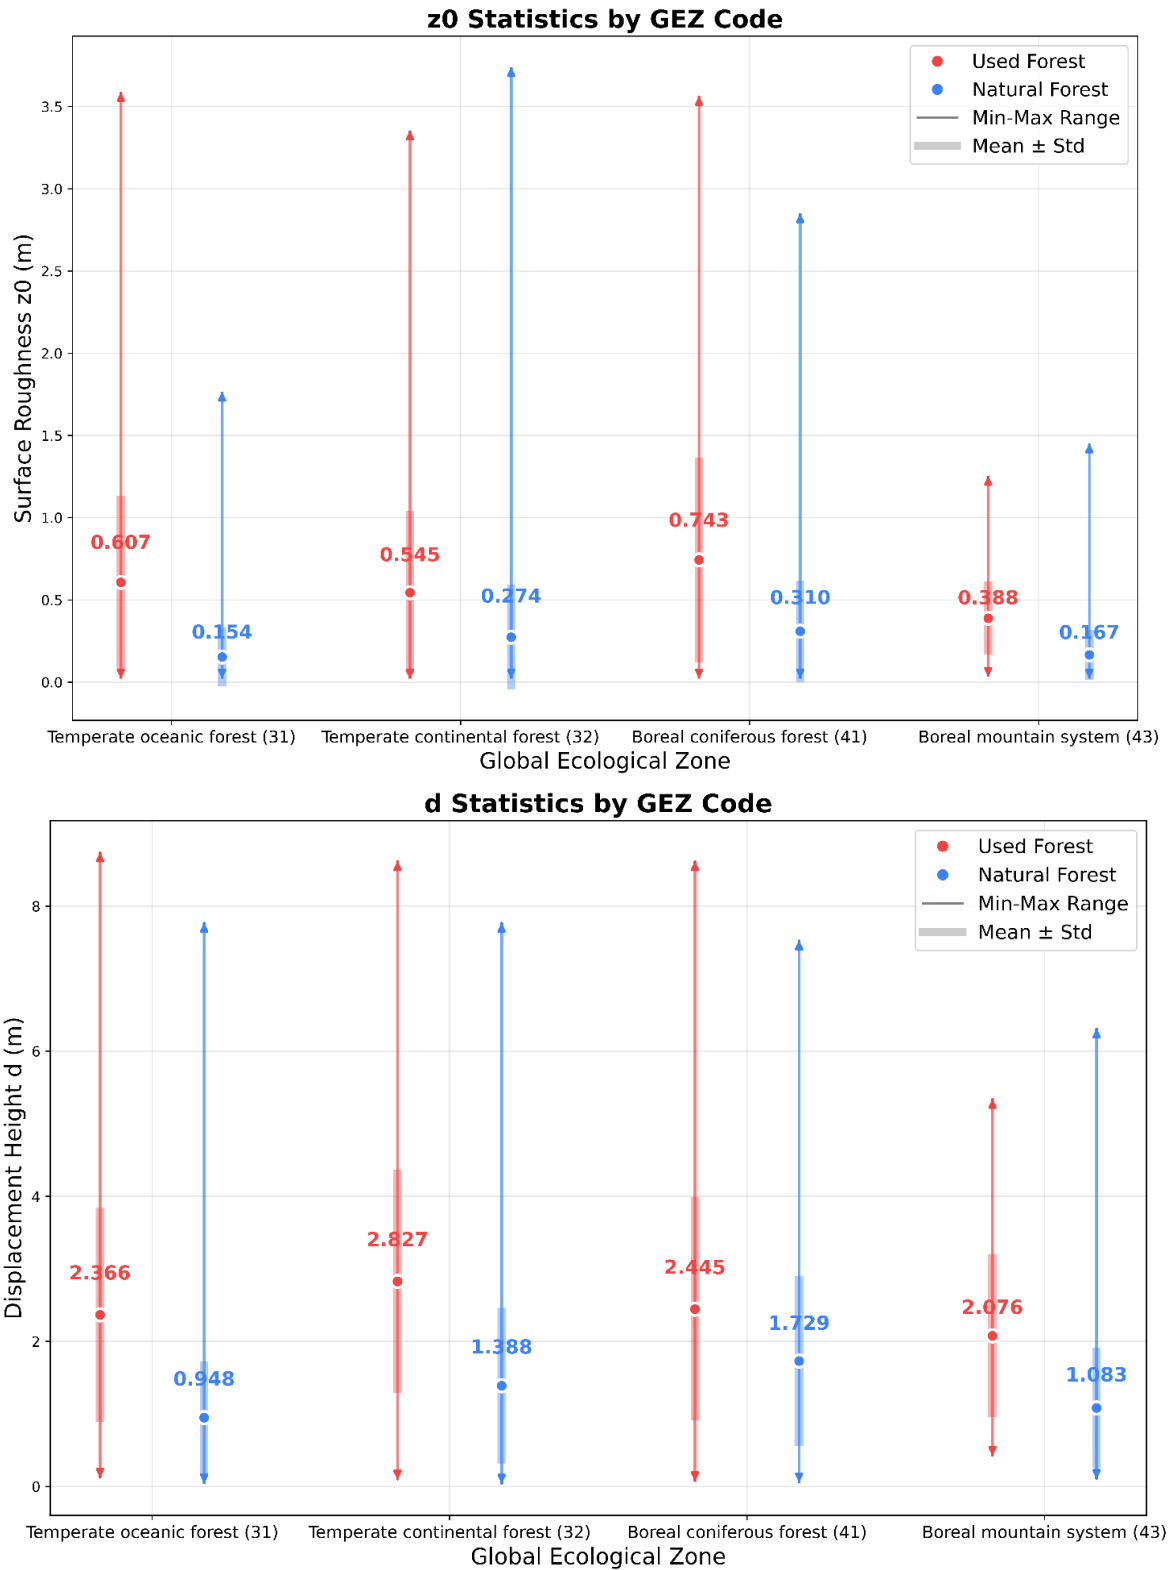 z0 Statistics by GEZ Code
Used Forest
Natural Forest
Min-Max Range
Mean ± Std
Surface Roughness z0 (m)
3.5
3.0
2.5
2.0
1.5
1.0
0.5
0.0
0.607
0.154
0.545
0.274
0.743
0.310
0.388
0.167
Temperate oceanic forest (31)
Temperate continental forest (32)
Boreal coniferous forest (41)
Boreal mountain system (43)
Global Ecological Zone
d Statistics by GEZ Code
Used Forest
Natural Forest
Min-Max Range
Mean ± Std
Displacement Height d (m)
8
6
4
2
0
2.366
0.948
2.827
1.388
2.445
1.729
2.076
1.083
Temperate oceanic forest (31)
Temperate continental forest (32)
Boreal coniferous forest (41)
Boreal mountain system (43)
Global Ecological Zone